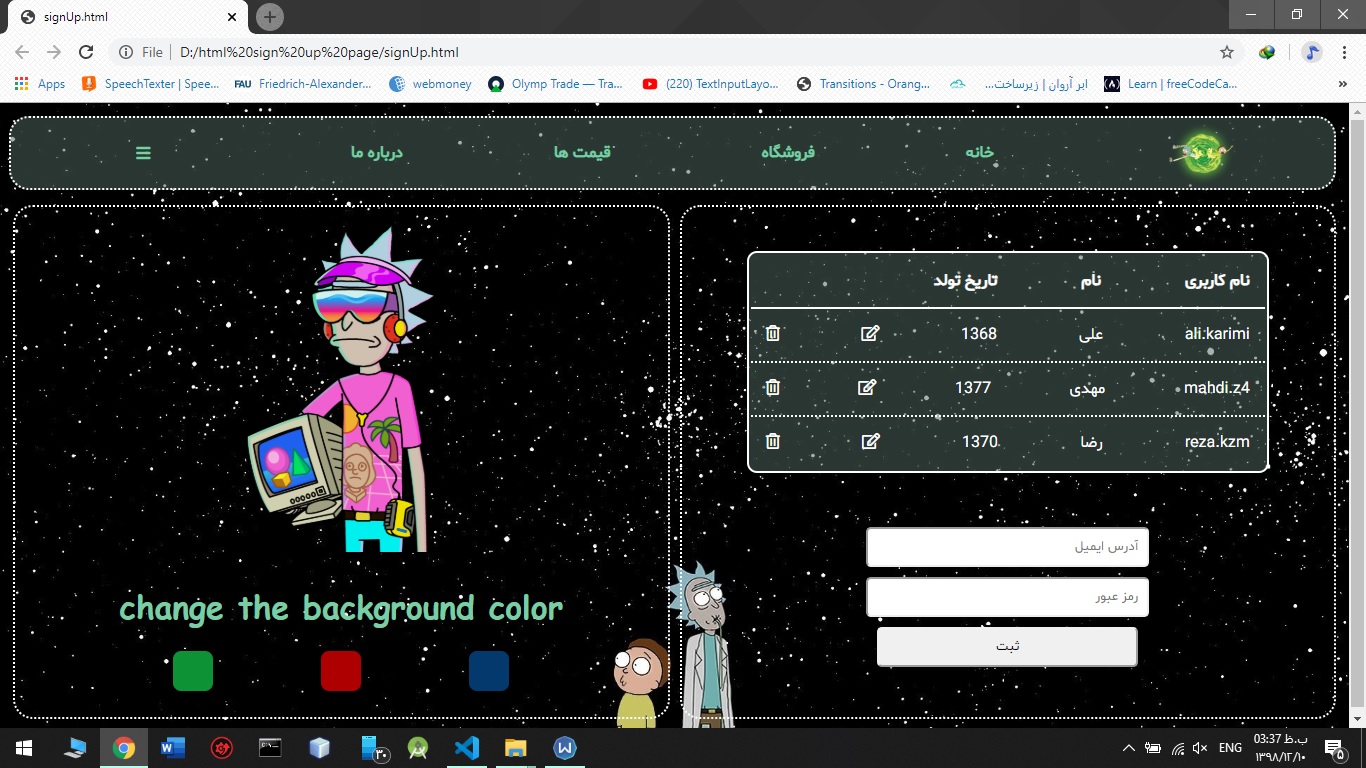 signUp.html
File | D:/html%20sign%20up%20page/signUp.html
Apps SpeechTexter | Spee... FAU Friedrich-Alexander... webmoney Olymp Trade — Tra... (220) TextInputLayo... Transitions - Orang... ابر آروان | زیرساخت... Learn | freeCodeCa... »
خانه فروشگاه قیمت ها درباره ما
نام کاربری نام تاریخ تولد
ali.karimi علی 1368
mahdi.z4 مهدی 1377
reza.kzm رضا 1370
آدرس ایمیل
رمز عبور
ثبت
change the background color
ENG
03:37 ب.ظ
۱۳۹۸/۱۲/۱۰
۳۰
۵